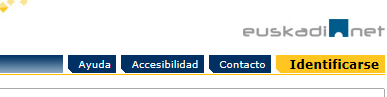 euskadi net
Ayuda Accesibilidad Contacto Identificarse